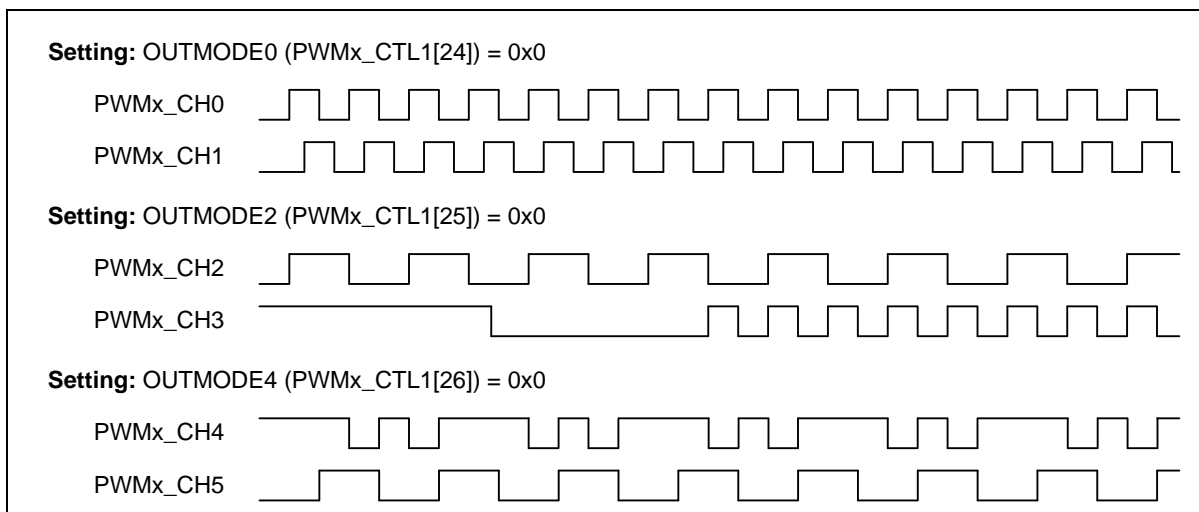 Setting: OUTMODE0 (PWMx_CTL1[24]) = 0x0
PWMx_CH0
PWMx_CH1
Setting: OUTMODE2 (PWMx_CTL1[25]) = 0x0
PWMx_CH2
PWMx_CH3
Setting: OUTMODE4 (PWMx_CTL1[26]) = 0x0
PWMx_CH4
PWMx_CH5